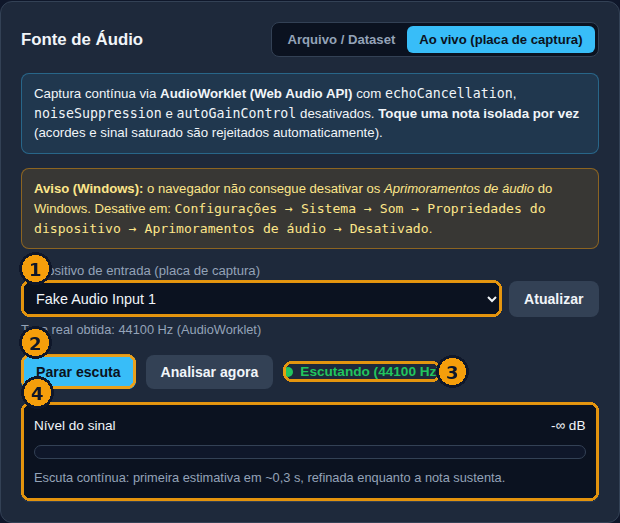 Fonte de Áudio
Arquivo / Dataset
Ao vivo (placa de captura)
Captura contínua via AudioWorklet (Web Audio API) com echoCancellation,
noiseSuppression e autoGainControl desativados. Toque uma nota isolada por vez
(acordes e sinal saturado são rejeitados automaticamente).
Aviso (Windows): o navegador não consegue desativar os Aprimoramentos de áudio do
Windows. Desative em: Configurações → Sistema → Som → Propriedades do
dispositivo → Aprimoramentos de áudio → Desativado.
1
de entrada (placa de captura)
Fake Audio Input 1
Atualizar
real obtida: 44100 Hz (AudioWorklet)
2
Parar escuta
Analisar agora
Escutando (44100 Hz
3
4
Nível do sinal
-∞ dB
Escuta contínua: primeira estimativa em ~0,3 s, refinada enquanto a nota sustenta.